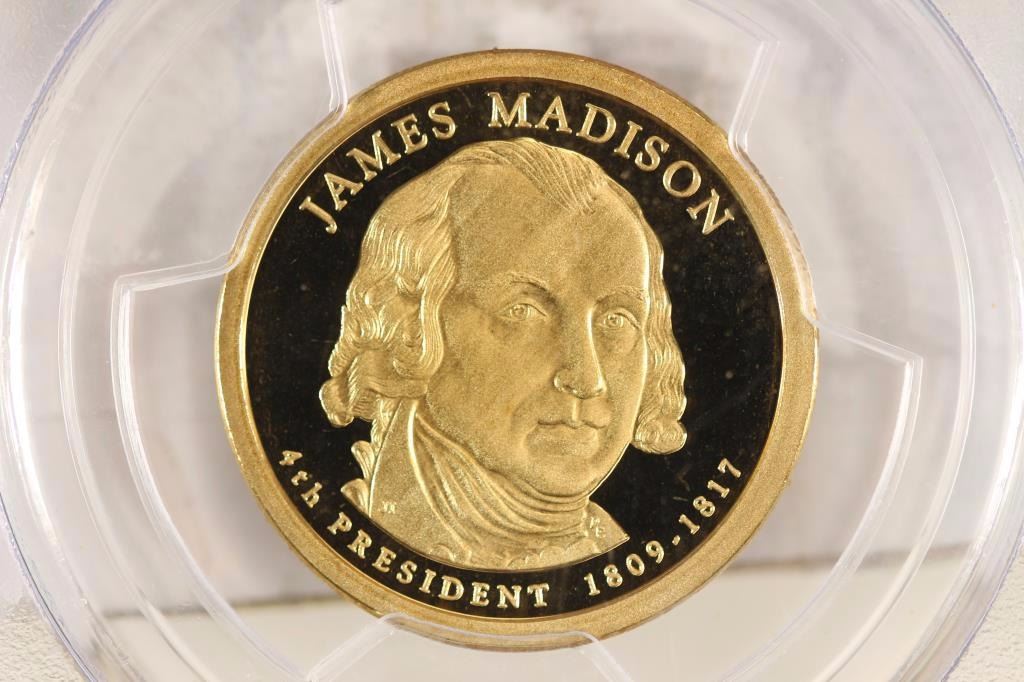 JAMES MADISON
4th PRESIDENT 1809-1817